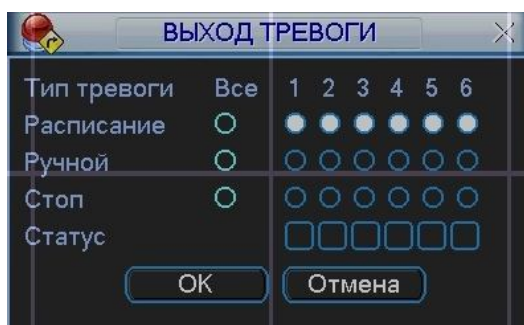 ВЫХОД ТРЕВОГИ
Тип тревоги Все 1 2 3 4 5 6
Расписание
Ручной
Стоп
Статус
OK Отмена